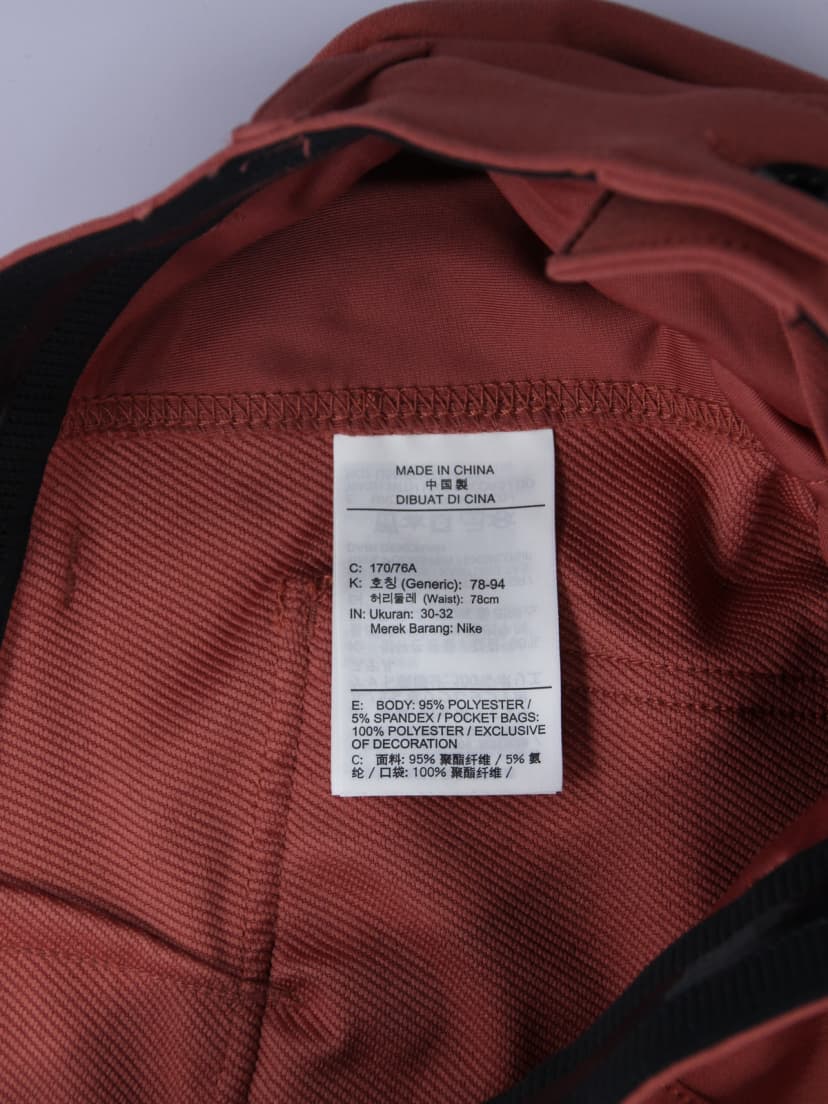 MADE IN CHINA
中国製
DIBUAT DI CINA
C: 170/76A
K: 호칭 (Generic): 78-94
허리둘레 (Waist): 78cm
IN: Ukuran: 30-32
Merek Barang: Nike
E: BODY: 95% POLYESTER /
5% SPANDEX / POCKET BAGS:
100% POLYESTER / EXCLUSIVE
OF DECORATION
C: 面料: 95% 聚酯纤维 / 5% 氨
纶 / 口袋: 100% 聚酯纤维 /